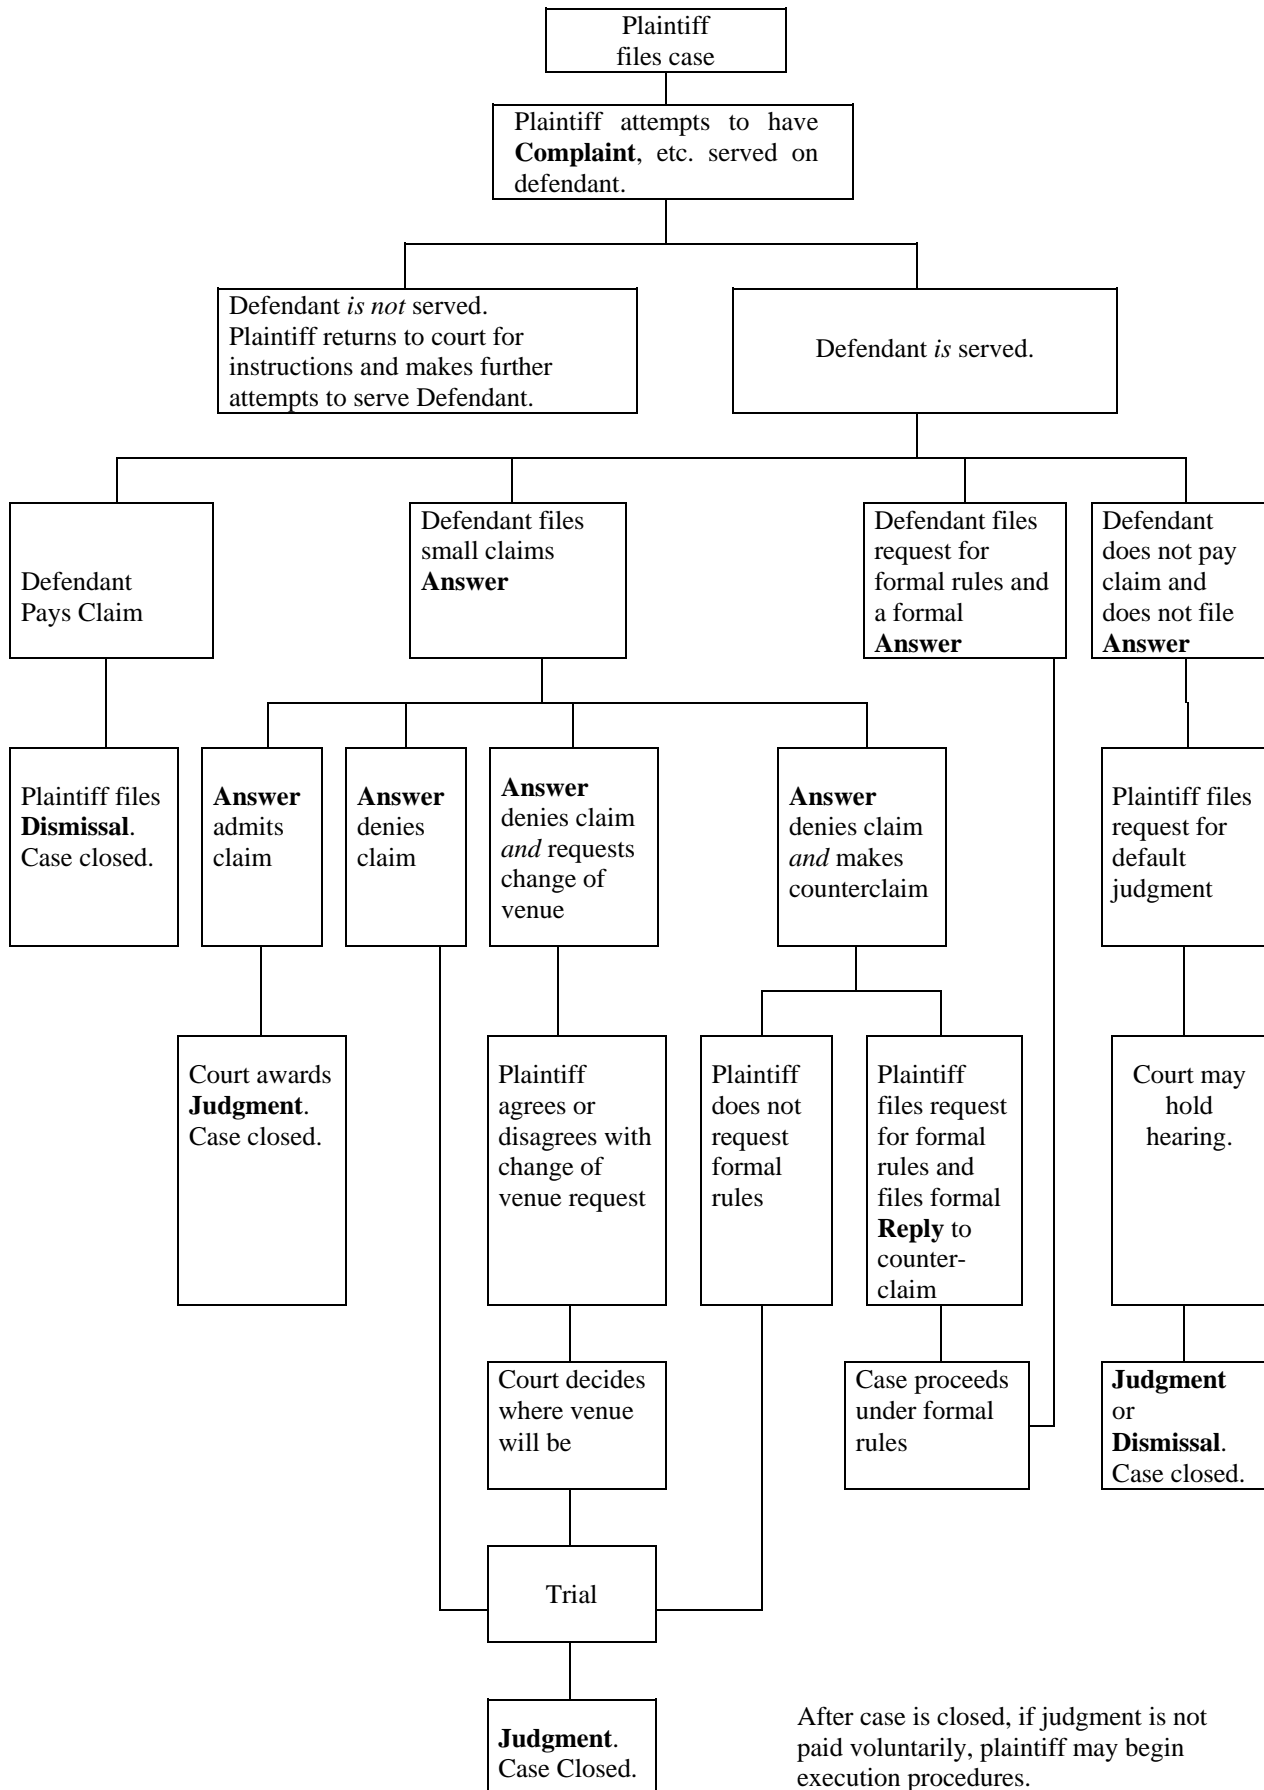 Plaintiff
files case
Plaintiff attempts to have
Complaint, etc. served on
defendant.
Defendant is not served.
Plaintiff returns to court for
instructions and makes further
attempts to serve Defendant.
Defendant is served.
Defendant
Pays Claim
Defendant files
small claims
Answer
Defendant files
request for
formal rules and
a formal
Answer
Defendant
does not pay
claim and
does not file
Answer
Plaintiff files
Dismissal.
Case closed.
Answer
admits
claim
Answer
denies
claim
Answer
denies claim
and requests
change of
venue
Answer
denies claim
and makes
counterclaim
Plaintiff files
request for
default
judgment
Court awards
Judgment.
Case closed.
Plaintiff
agrees or
disagrees with
change of
venue request
Plaintiff
does not
request
formal
rules
Plaintiff
files request
for formal
rules and
files formal
Reply to
counter-
claim
Court may
hold
hearing.
Court decides
where venue
will be
Case proceeds
under formal
rules
Judgment
or
Dismissal.
Case closed.
Trial
Judgment.
Case Closed.
After case is closed, if judgment is not
paid voluntarily, plaintiff may begin
execution procedures.